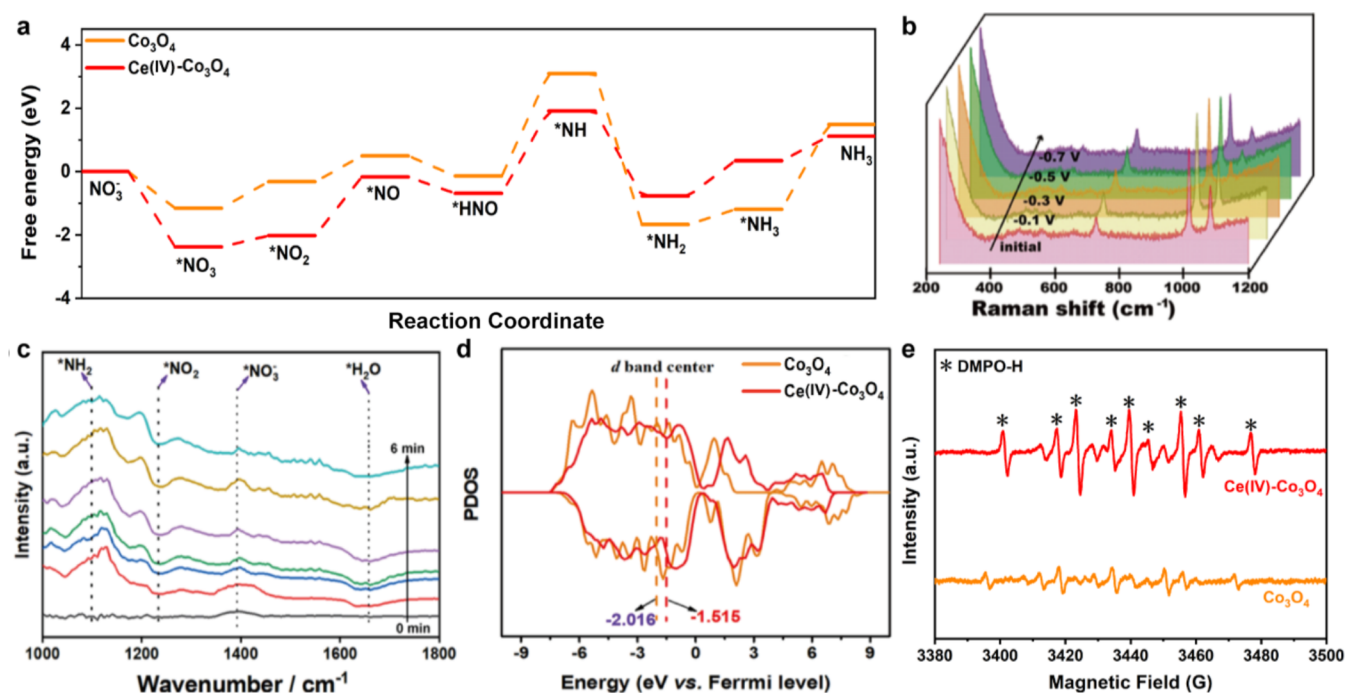 a
Co₃O₄
Ce(IV)-Co₃O₄
Free energy (eV)
4
2
0
-2
-4
NO₃⁻
*NO₃
*NO₂
*NO
*HNO
*NH
*NH₂
*NH₃
NH₃
Reaction Coordinate
b
-0.7 V
-0.5 V
-0.3 V
-0.1 V
initial
200 400 600 800 1000 1200
Raman shift (cm⁻¹)
c
*NH₂ *NO₂ *NO₃⁻ *H₂O
6 min
0 min
Intensity (a.u.)
1000 1200 1400 1600 1800
Wavenumber / cm⁻¹
d
d band center
Co₃O₄
Ce(IV)-Co₃O₄
PDOS
-2.016 -1.515
-9 -6 -3 0 3 6 9
Energy (eV vs. Ferrmi level)
e
* DMPO-H
* * * * * * * * *
Ce(IV)-Co₃O₄
Co₃O₄
Intensity (a.u.)
3380 3400 3420 3440 3460 3480 3500
Magnetic Field (G)